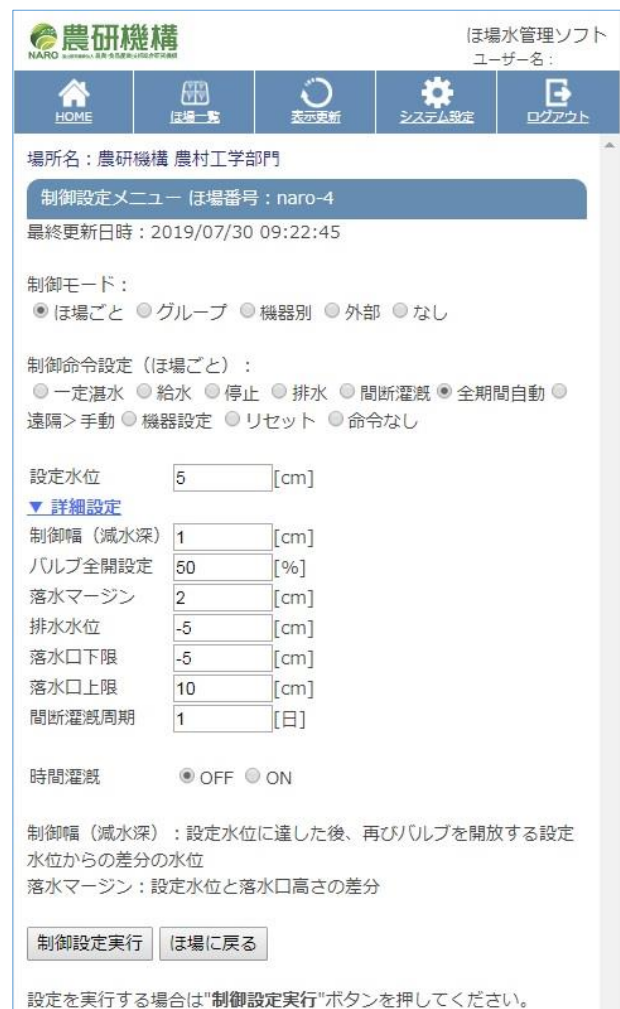 農研機構
NARO
ほ場水管理ソフト
ユーザー名：
HOME
ほ場一覧
表示更新
システム設定
ログアウト
場所名：農研機構 農村工学部門
制御設定メニュー ほ場番号：naro-4
最終更新日時：2019/07/30 09:22:45
制御モード：
ほ場ごと グループ 機器別 外部 なし
制御命令設定（ほ場ごと）：
一定湛水 給水 停止 排水 間断灌漑 全期間自動
遠隔＞手動 機器設定 リセット 命令なし
設定水位 5 [cm]
▼ 詳細設定
制御幅（減水深） 1 [cm]
バルブ全開設定 50 [%]
落水マージン 2 [cm]
排水水位 -5 [cm]
落水口下限 -5 [cm]
落水口上限 10 [cm]
間断灌漑周期 1 [日]
時間灌漑 OFF ON
制御幅（減水深）：設定水位に達した後、再びバルブを開放する設定
水位からの差分の水位
落水マージン：設定水位と落水口高さの差分
制御設定実行 ほ場に戻る
設定を実行する場合は"制御設定実行"ボタンを押してください。